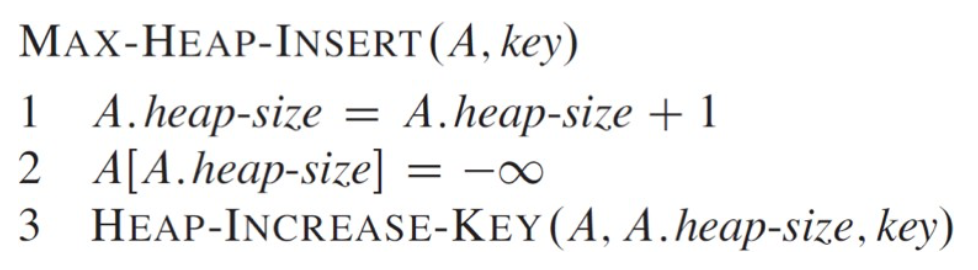 MAX-HEAP-INSERT(A, key)
1 A.heap-size = A.heap-size + 1
2 A[A.heap-size] = −∞
3 HEAP-INCREASE-KEY(A, A.heap-size, key)